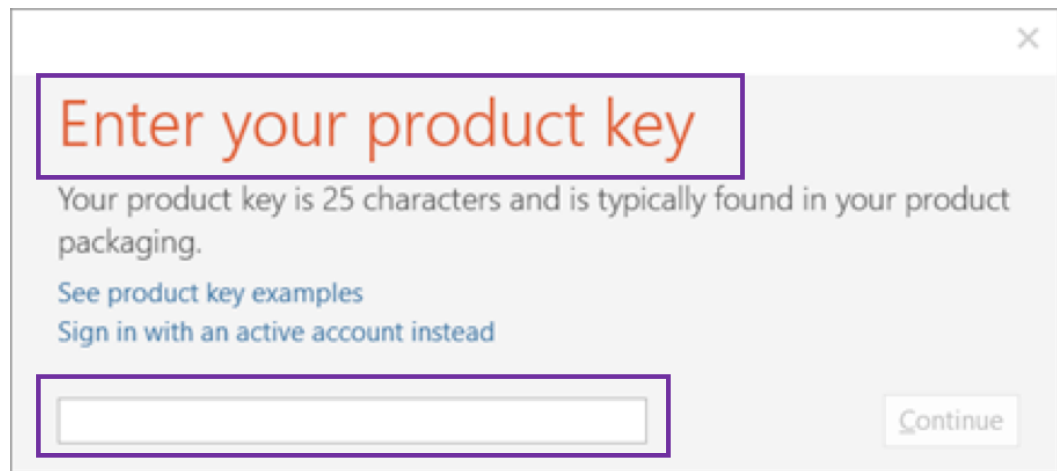 Enter your product key
Your product key is 25 characters and is typically found in your product
packaging.
See product key examples
Sign in with an active account instead
Continue